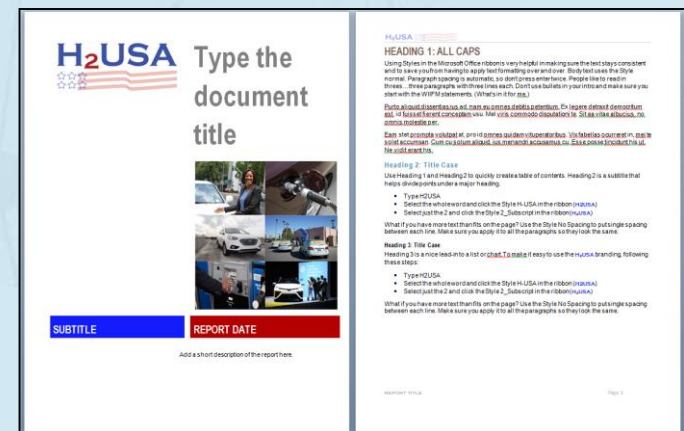 H2USA
Type the
document
title
SUBTITLE
REPORT DATE
Add a short description of the report here.
H2USA
HEADING 1: ALL CAPS
Using Styles in the Microsoft Office ribbon is very helpful in making sure the text stays consistent
and to save you from having to apply text formatting over and over. Body text uses the Style
normal. Paragraph spacing is automatic, so don't press enter twice. People like to read in
threes…three paragraphs with three lines each. Don't use bullets in your intro and make sure you
start with the WIIFM statements. (What's in it for me.)
Purto aliquid dissentias ius ad, nam eu omnes debitis petentium. Ex legere detraxit democritum
est, id fuisset fierent conceptam usu. Mal viris commodo disputationi te. Sit ea vitae albucius, no
omnis molestie per.
Eam stet prompta volutpat at, pro id omnes quidam vituperatoribus. Vis fabellas ocurreret in, mei te
solet accumsan. Cum cu solum aliquid, ius menandri accusamus cu. Esse posse tincidunt his ut.
Ne vidit erant his.
Heading 2: Title Case
Use Heading 1 and Heading 2 to quickly create a table of contents. Heading 2 is a subtitle that
helps divide points under a major heading.
• Type H2USA
• Select the whole word and click the Style H-USA in the ribbon (H2USA)
• Select just the 2 and click the Style 2_Subscript in the ribbon (H2USA)
What if you have more text than fits on the page? Use the Style No Spacing to put single spacing
between each line. Make sure you apply it to all the paragraphs so they look the same.
Heading 3: Title Case
Heading 3 is a nice lead-in to a list or chart. To make it easy to use the H2USA branding, following
these steps:
• Type H2USA
• Select the whole word and click the Style H-USA in the ribbon (H2USA)
• Select just the 2 and click the Style 2_Subscript in the ribbon (H2USA)
What if you have more text than fits on the page? Use the Style No Spacing to put single spacing
between each line. Make sure you apply it to all the paragraphs so they look the same.
REPORT TITLE
Page